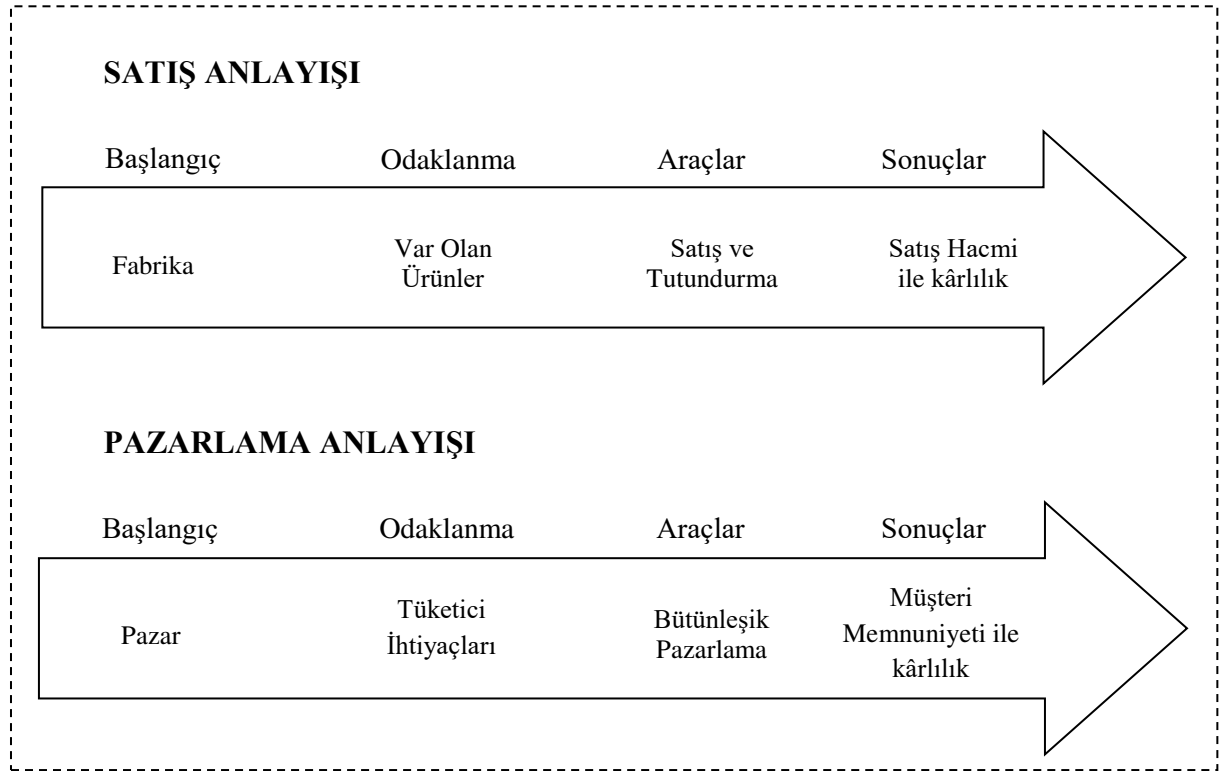 SATIŞ ANLAYIŞI
Başlangıç Odaklanma Araçlar Sonuçlar
Fabrika
Var Olan
Ürünler
Satış ve
Tutundurma
Satış Hacmi
ile kârlılık
PAZARLAMA ANLAYIŞI
Başlangıç Odaklanma Araçlar Sonuçlar
Pazar
Tüketici
İhtiyaçları
Bütünleşik
Pazarlama
Müşteri
Memnuniyeti ile
kârlılık